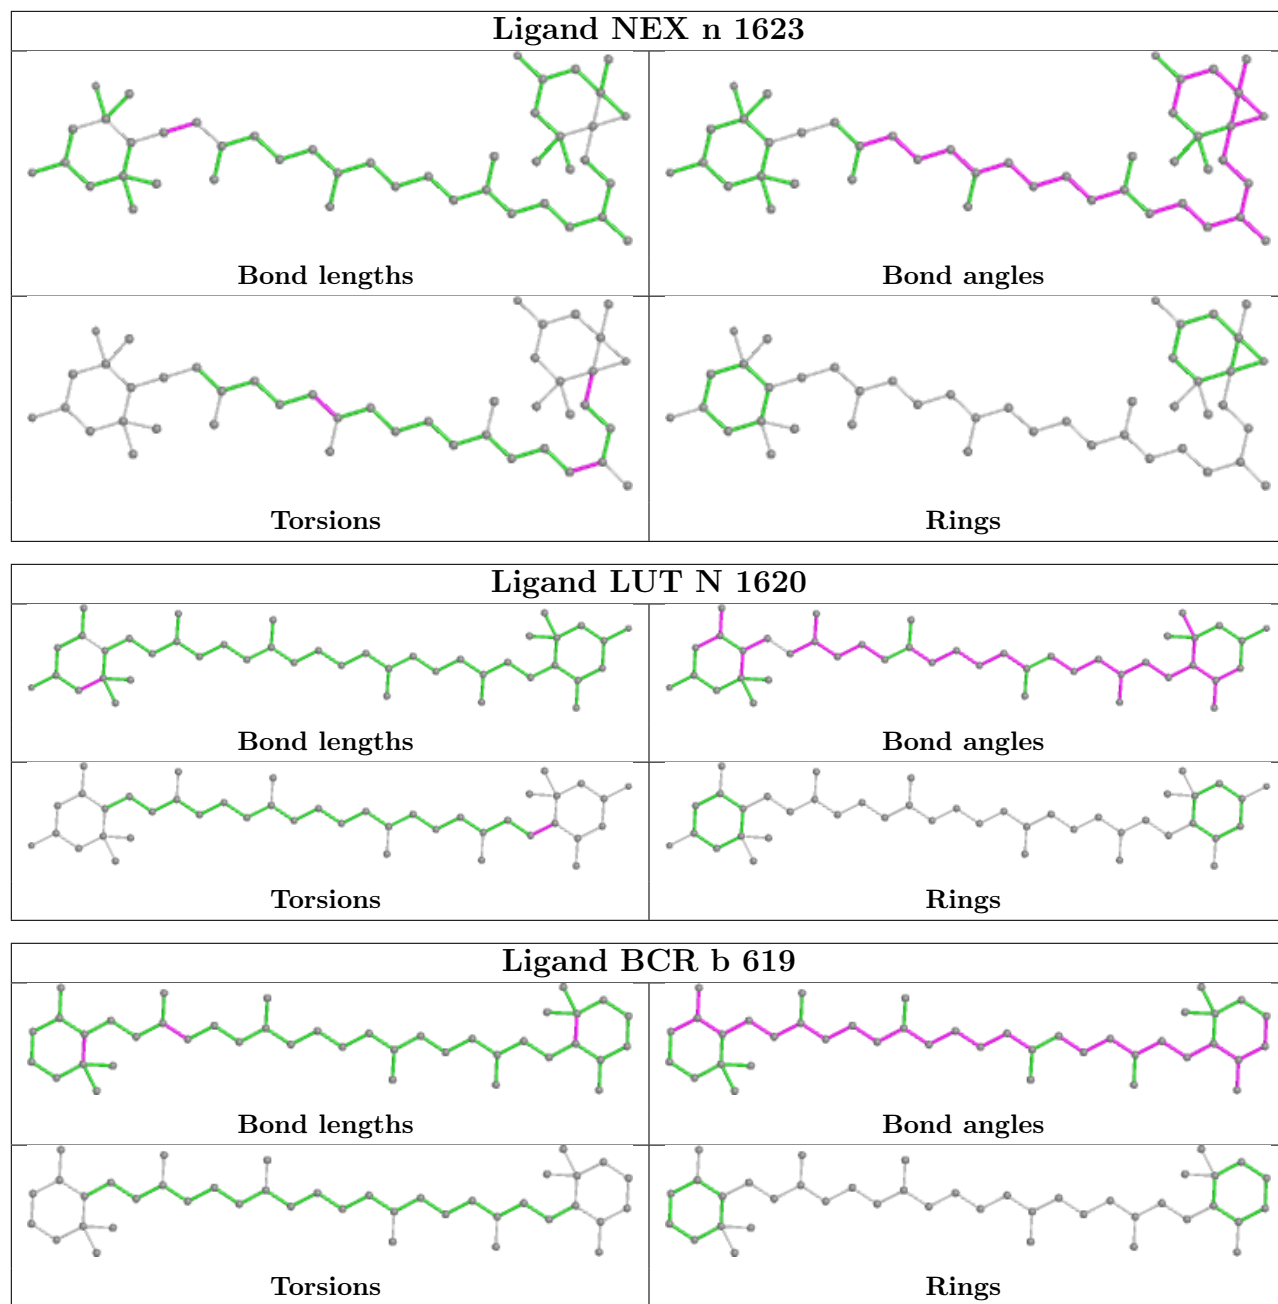 Ligand NEX n 1623
Bond lengths
Bond angles
Torsions
Rings
Ligand LUT N 1620
Bond lengths
Bond angles
Torsions
Rings
Ligand BCR b 619
Bond lengths
Bond angles
Torsions
Rings